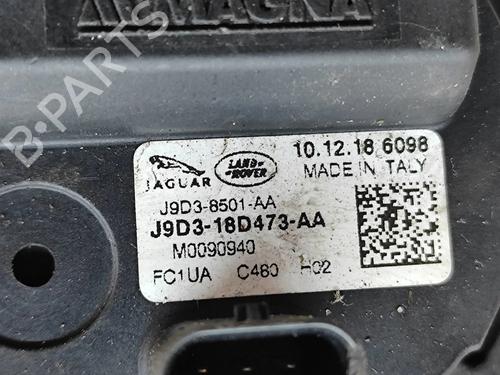 MAGNA
B-PARTS
10.12.18 6098
JAGUAR
LAND-
ROVER
MADE IN ITALY
J9D3-8501-AA
J9D3-18D473-AA
M0090940
FC1UA C480 H02